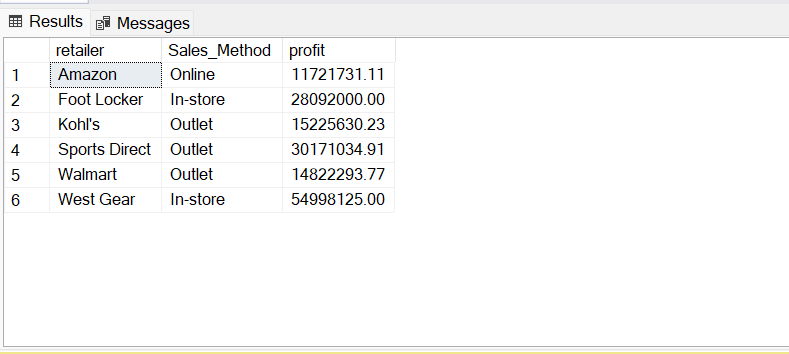 Results Messages
retailer Sales_Method profit
1 Amazon Online 11721731.11
2 Foot Locker In-store 28092000.00
3 Kohl's Outlet 15225630.23
4 Sports Direct Outlet 30171034.91
5 Walmart Outlet 14822293.77
6 West Gear In-store 54998125.00